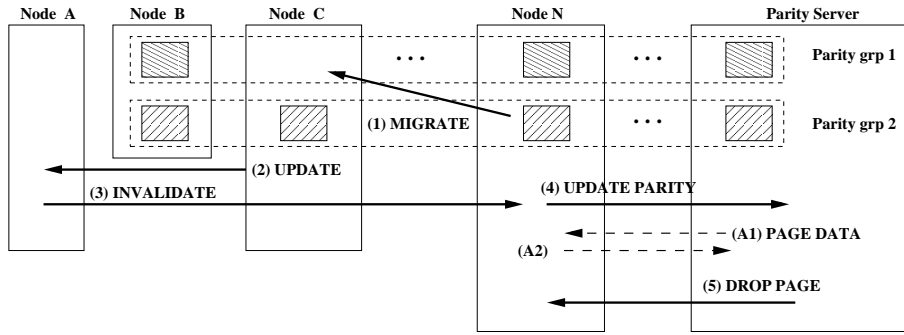 Node A Node B Node C Node N Parity Server
Parity grp 1
(1) MIGRATE Parity grp 2
(2) UPDATE
(3) INVALIDATE (4) UPDATE PARITY
(A1) PAGE DATA
(A2)
(5) DROP PAGE